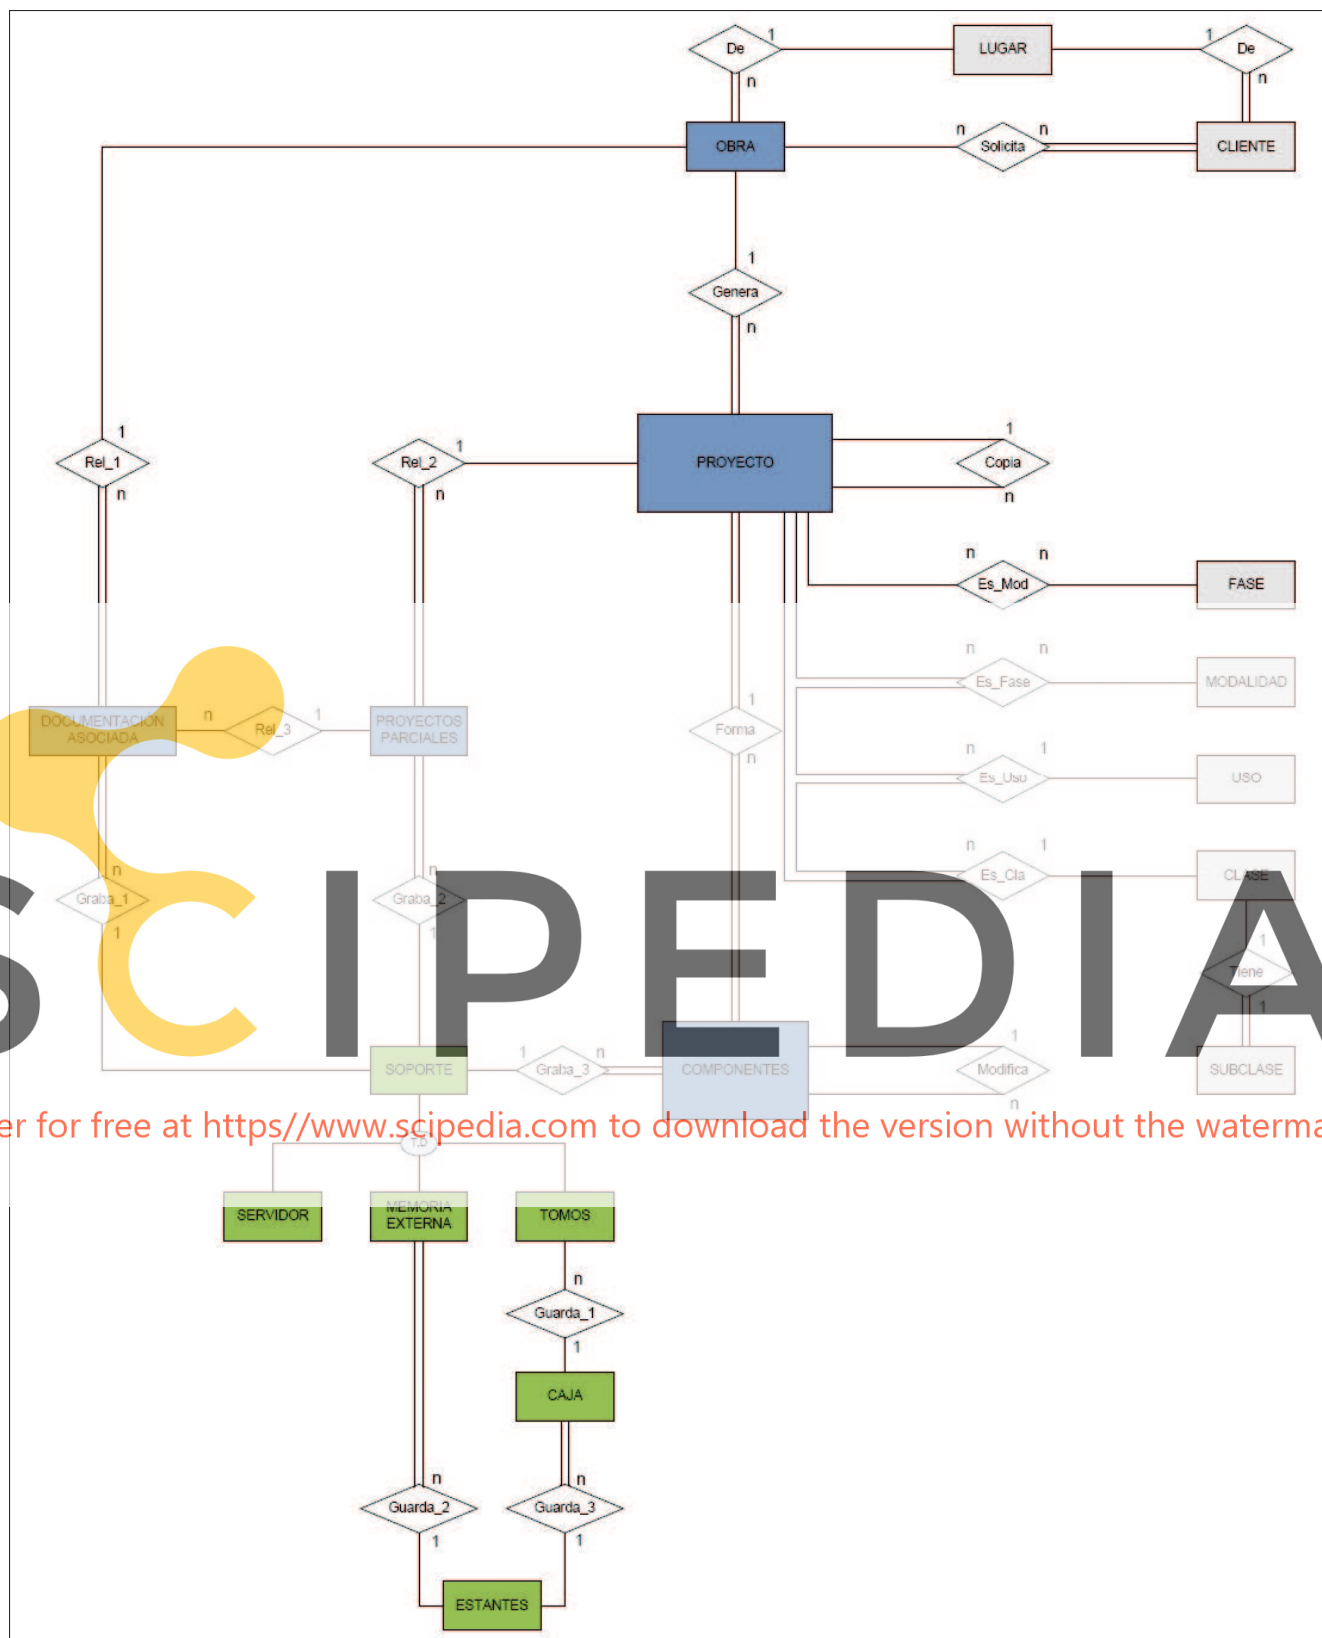 De 1 LUGAR 1 De
n n
OBRA n Solicita n CLIENTE
1
Genera
n
1 1 1
Rel_1 Rel_2 PROYECTO Copia
n n n
n n
Es_Mod FASE
n n
Es_Fase MODALIDAD
DOCUMENTACIÓN ASOCIADA n Rel_3 1 PROYECTOS PARCIALES 1 Forma n
n 1
Es_Uso USO
n 1
Es_Cla CLASE
n n
Graba_1 Graba_2
1 1
1
Tiene
1
SOPORTE 1 Graba_3 n COMPONENTES 1 Modifica n SUBCLASE
SCIPEDIA
er for free at https//www.scipedia.com to download the version without the waterma
T,D
SERVIDOR MEMORIA EXTERNA TOMOS
n
Guarda_1
1
CAJA
n n
Guarda_2 Guarda_3
1 1
ESTANTES